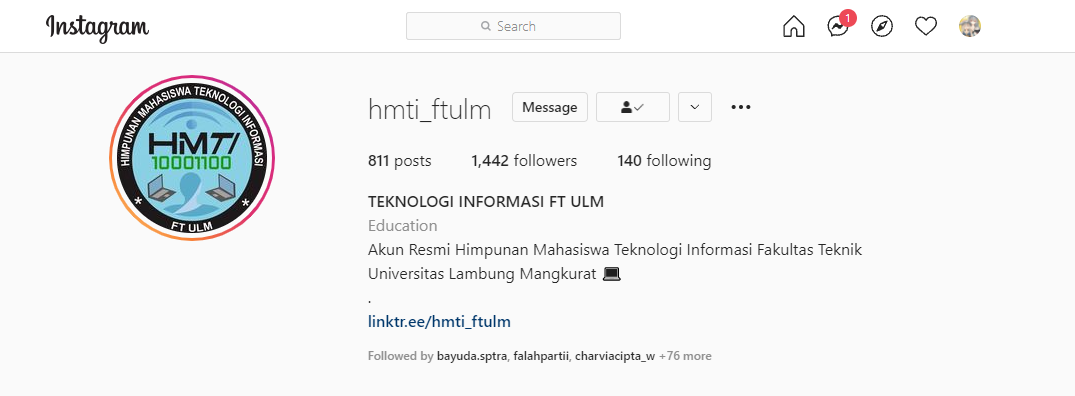 Instagram
Search
1
HIMPUNAN MAHASISWA TEKNOLOGI INFORMASI
HMTI
10001100
FT ULM
hmti_ftulm Message
811 posts 1,442 followers 140 following
TEKNOLOGI INFORMASI FT ULM
Education
Akun Resmi Himpunan Mahasiswa Teknologi Informasi Fakultas Teknik
Universitas Lambung Mangkurat 💻
.
linktr.ee/hmti_ftulm
Followed by bayuda.sptra, falahpartii, charviacipta_w +76 more